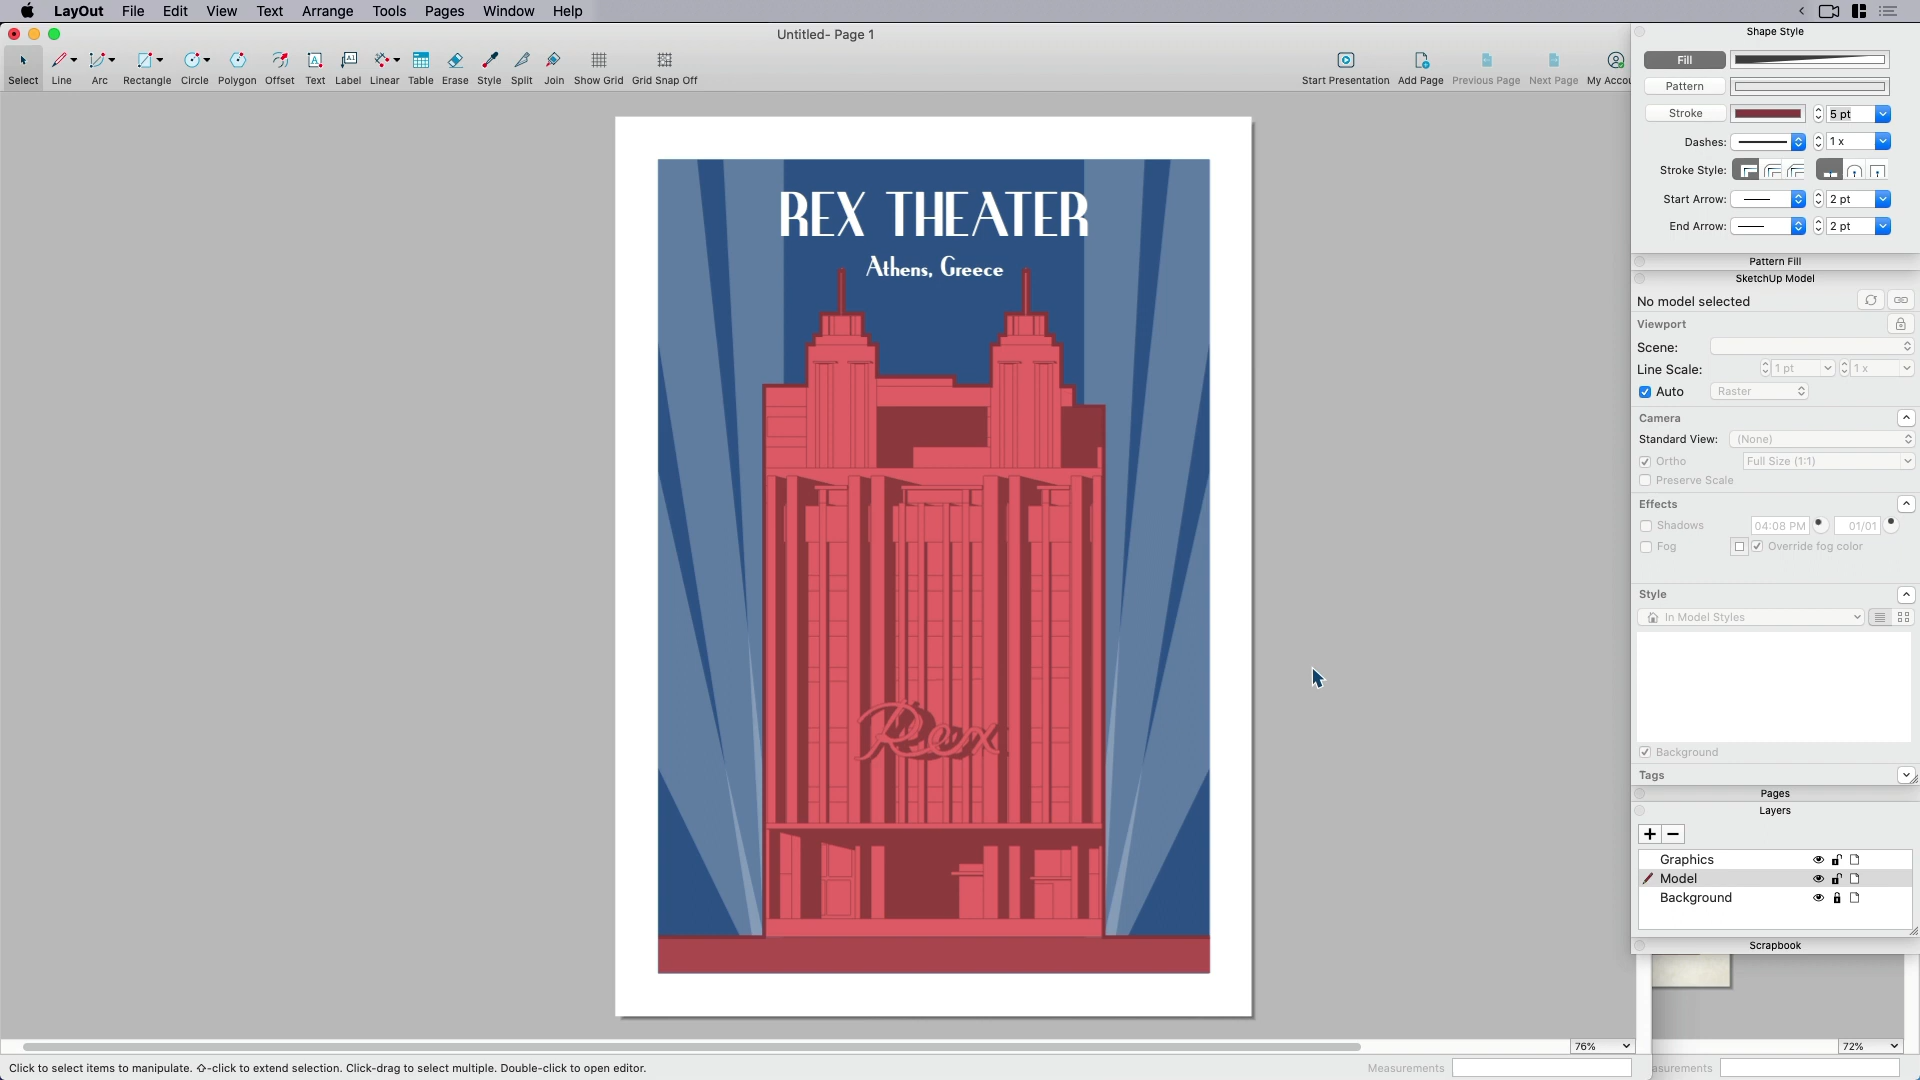 LayOut File Edit View Text Arrange Tools Pages Window Help
Untitled- Page 1
Select Line Arc Rectangle Circle Polygon Offset Text Label Linear Table Erase Style Split Join Show Grid Grid Snap Off
Start Presentation Add Page Previous Page Next Page My Accou
REX THEATER
Athens, Greece
Rex
Shape Style
Fill
Pattern
Stroke 5 pt
Dashes: 1 x
Stroke Style:
Start Arrow: 2 pt
End Arrow: 2 pt
Pattern Fill
SketchUp Model
No model selected
Viewport
Scene:
Line Scale: 1 pt 1 x
Auto Raster
Camera
Standard View: (None)
Ortho Full Size (1:1)
Preserve Scale
Effects
Shadows 04:08 PM 01/01
Fog Override fog color
Style
In Model Styles
Background
Tags
Pages
Layers
Graphics
Model
Background
Scrapbook
76% 72%
Click to select items to manipulate. ⇧-click to extend selection. Click-drag to select multiple. Double-click to open editor.
Measurements asurements